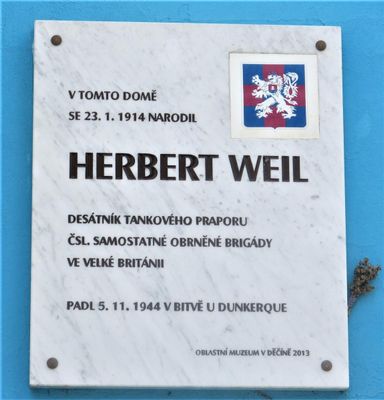 V TOMTO DOMĚ
SE 23. 1. 1914 NARODIL
HERBERT WEIL
DESÁTNÍK TANKOVÉHO PRAPORU
ČSL. SAMOSTATNÉ OBRNĚNÉ BRIGÁDY
VE VELKÉ BRITÁNII
PADL 5. 11. 1944 V BITVĚ U DUNKERQUE
OBLASTNÍ MUZEUM V DĚČÍNĚ 2013